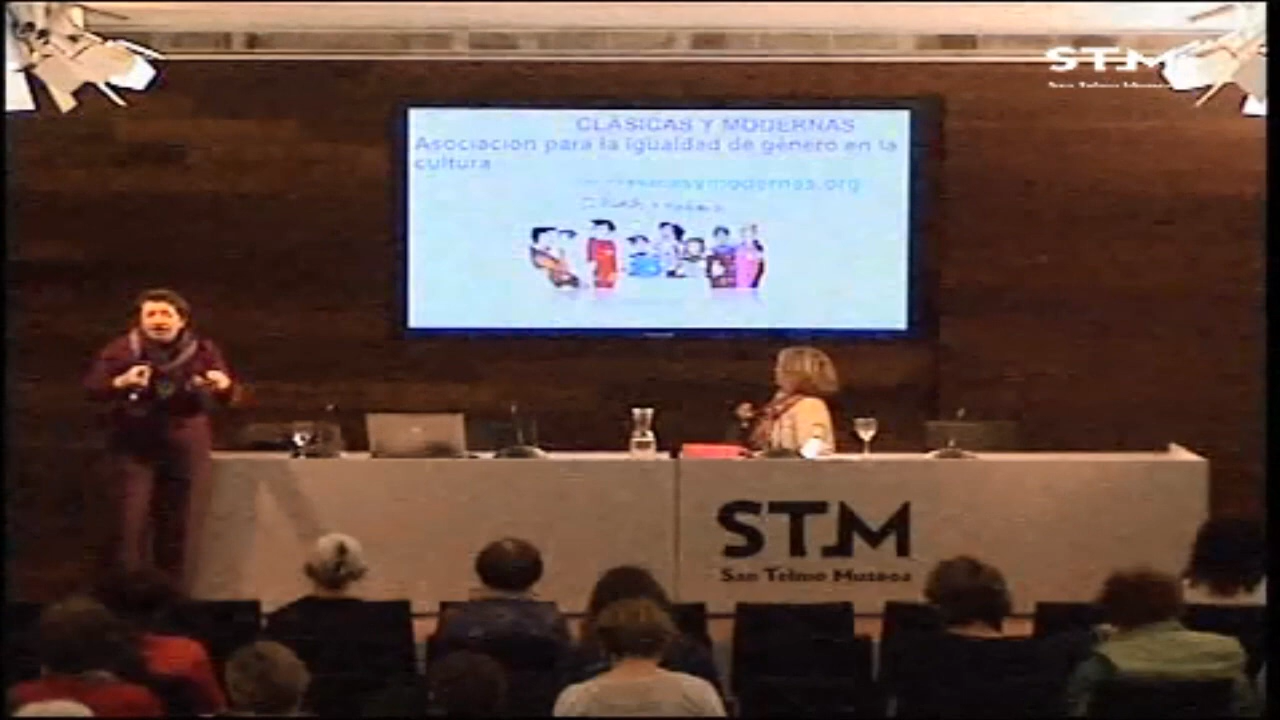 STM
CLASICAS Y MODERNAS
Asociacion para la igualdad de género en la
cultura
STM
San Telmo Museoa